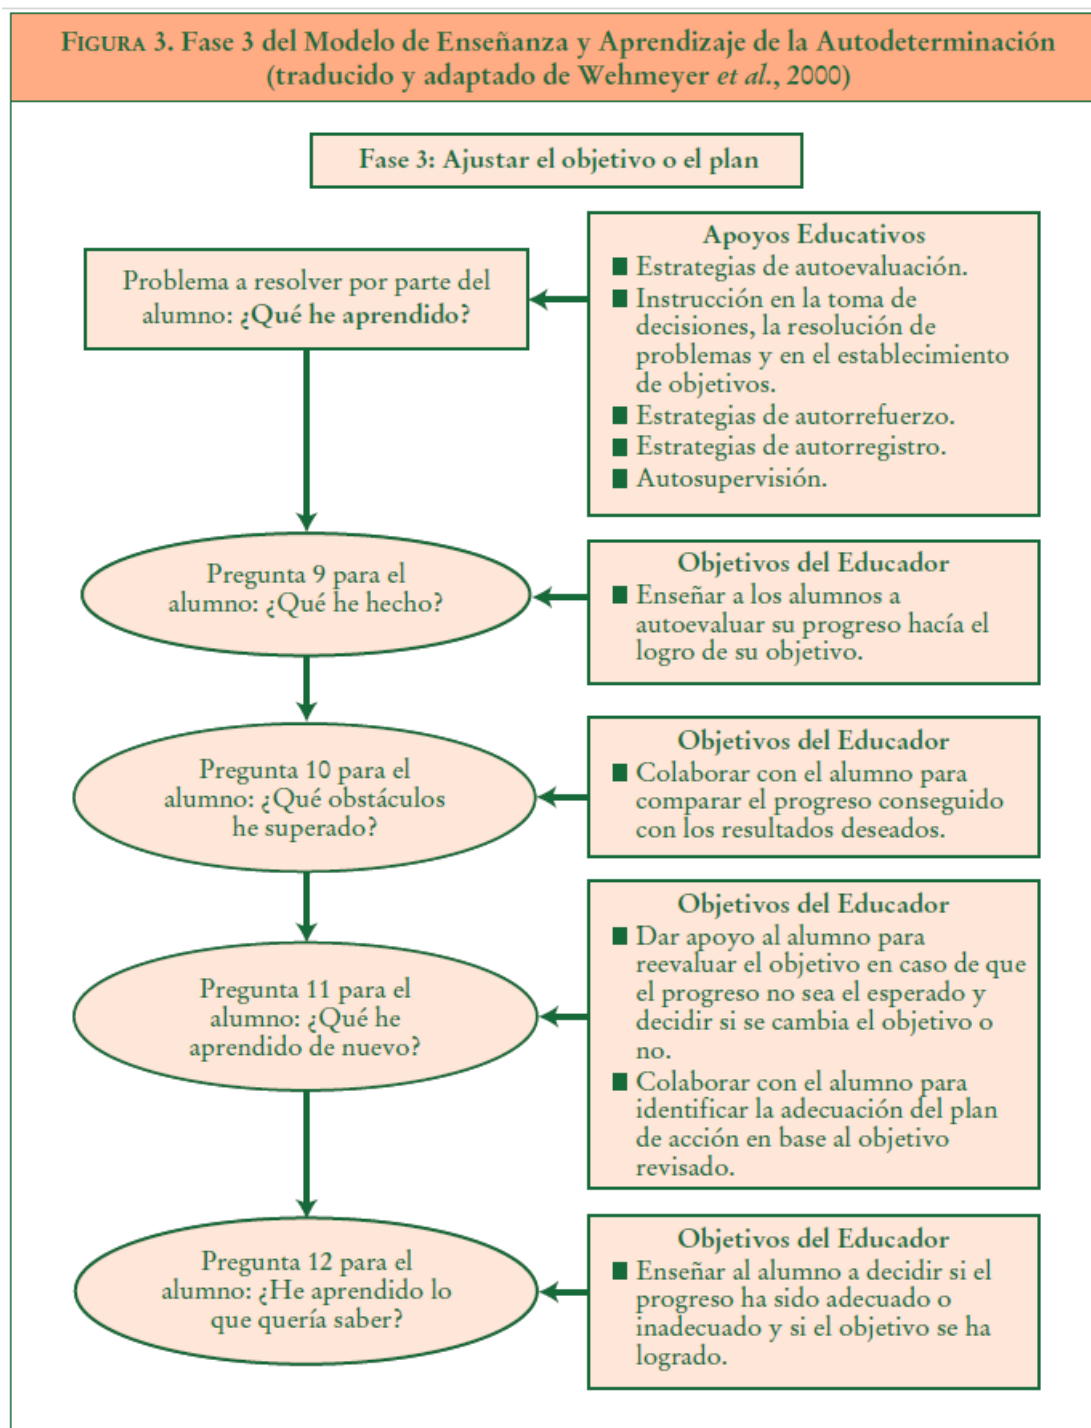 FIGURA 3. Fase 3 del Modelo de Enseñanza y Aprendizaje de la Autodeterminación
(traducido y adaptado de Wehmeyer et al., 2000)
Fase 3: Ajustar el objetivo o el plan
Problema a resolver por parte del
alumno: ¿Qué he aprendido?
Apoyos Educativos
■ Estrategias de autoevaluación.
■ Instrucción en la toma de
decisiones, la resolución de
problemas y en el establecimiento
de objetivos.
■ Estrategias de autorrefuerzo.
■ Estrategias de autorregistro.
■ Autosupervisión.
Pregunta 9 para el
alumno: ¿Qué he hecho?
Objetivos del Educador
■ Enseñar a los alumnos a
autoevaluar su progreso hacía el
logro de su objetivo.
Pregunta 10 para el
alumno: ¿Qué obstáculos
he superado?
Objetivos del Educador
■ Colaborar con el alumno para
comparar el progreso conseguido
con los resultados deseados.
Pregunta 11 para el
alumno: ¿Qué he
aprendido de nuevo?
Objetivos del Educador
■ Dar apoyo al alumno para
reevaluar el objetivo en caso de que
el progreso no sea el esperado y
decidir si se cambia el objetivo o
no.
■ Colaborar con el alumno para
identificar la adecuación del plan
de acción en base al objetivo
revisado.
Pregunta 12 para el
alumno: ¿He aprendido lo
que quería saber?
Objetivos del Educador
■ Enseñar al alumno a decidir si el
progreso ha sido adecuado o
inadecuado y si el objetivo se ha
logrado.